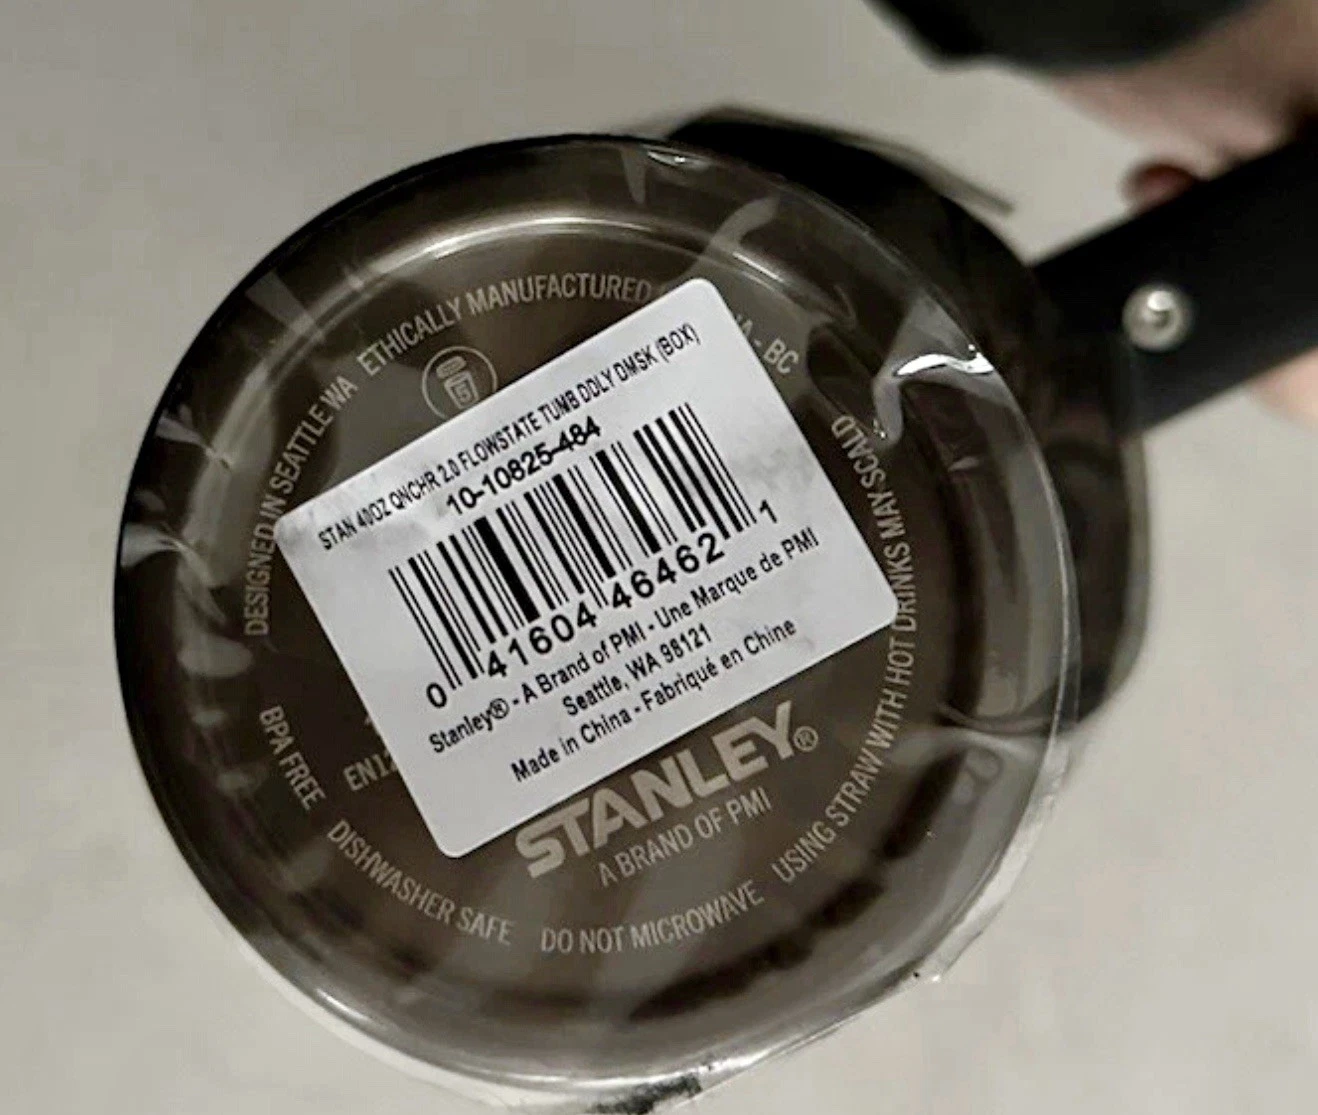 DESIGNED IN SEATTLE WA
ETHICALLY MANUFACTURED
- BC
5
STAN 40OZ QNCHR 2.0 FLOWSTATE TUMB DDLY DMSK (BOX)
10-10825-484
0 41604 46462 1
Stanley® - A Brand of PMI - Une Marque de PMI
Seattle, WA 98121
Made in China - Fabriqué en Chine
STANLEY®
A BRAND OF PMI
BPA FREE
DISHWASHER SAFE
DO NOT MICROWAVE
USING STRAW WITH HOT DRINKS MAY SCALD